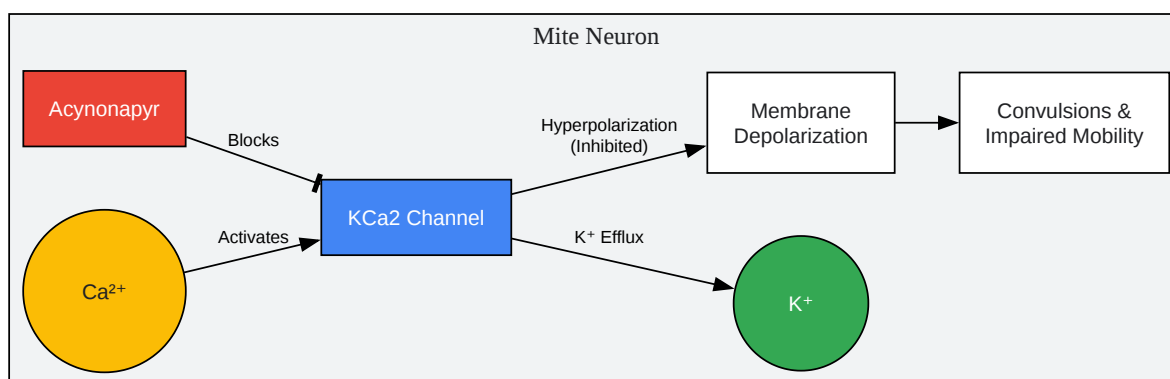 Mite Neuron
Acynonapyr
Blocks
Hyperpolarization
(Inhibited)
Membrane
Depolarization
Convulsions &
Impaired Mobility
KCa2 Channel
Activates
Ca²⁺
K⁺ Efflux
K⁺